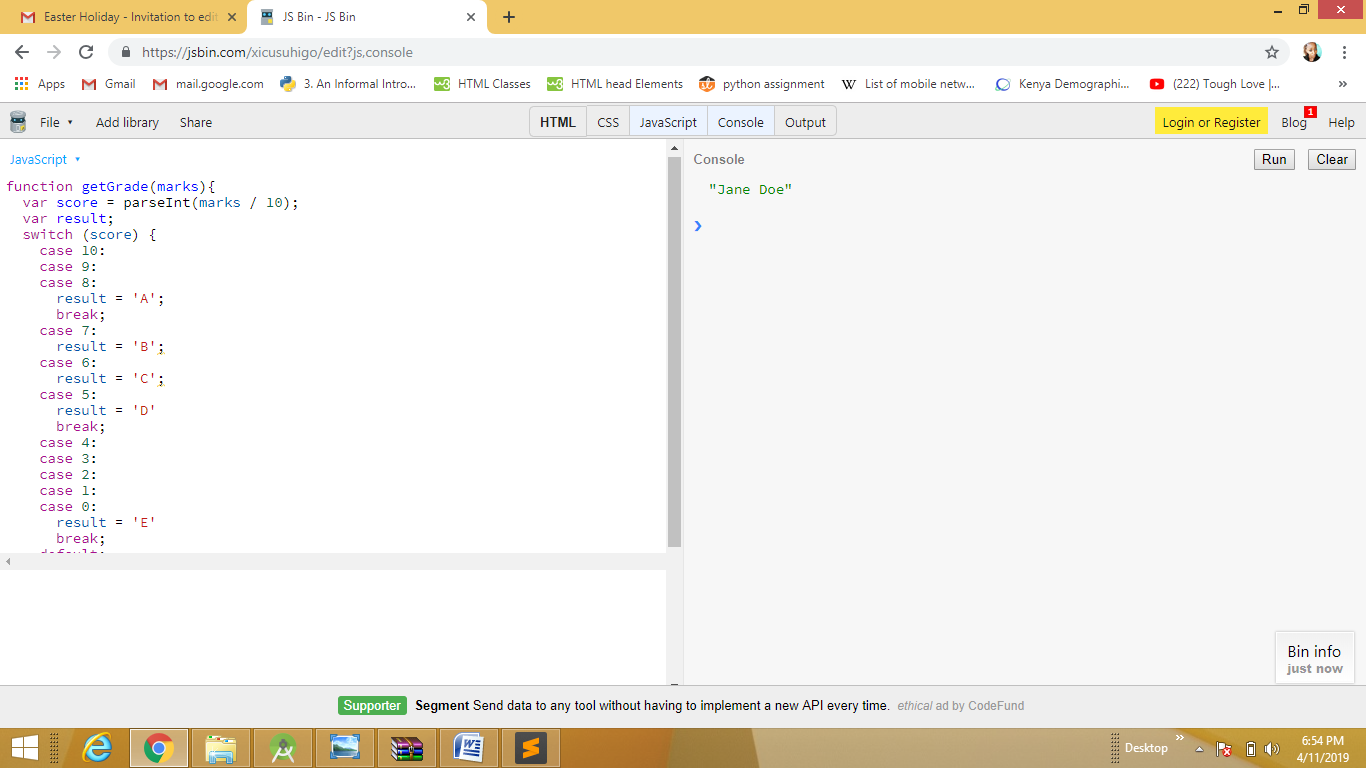 Easter Holiday - Invitation to edi
JS Bin - JS Bin
https://jsbin.com/xicusuhigo/edit?js,console
Apps
Gmail
mail.google.com
3. An Informal Intro...
HTML Classes
HTML head Elements
python assignment
W List of mobile netw...
Kenya Demographi...
(222) Tough Love |...
»
File
Add library
Share
HTML
CSS
JavaScript
Console
Output
Login or Register
Blog
1
Help
JavaScript
function getGrade(marks){
var score = parseInt(marks / 10);
var result;
switch (score) {
case 10:
case 9:
case 8:
result = 'A';
break;
case 7:
result = 'B';
case 6:
result = 'C';
case 5:
result = 'D'
break;
case 4:
case 3:
case 2:
case 1:
case 0:
result = 'E'
break;
default:
Console
Run
Clear
"Jane Doe"
Bin info
just now
Supporter Segment Send data to any tool without having to implement a new API every time. ethical ad by CodeFund
Desktop
»
6:54 PM
4/11/2019